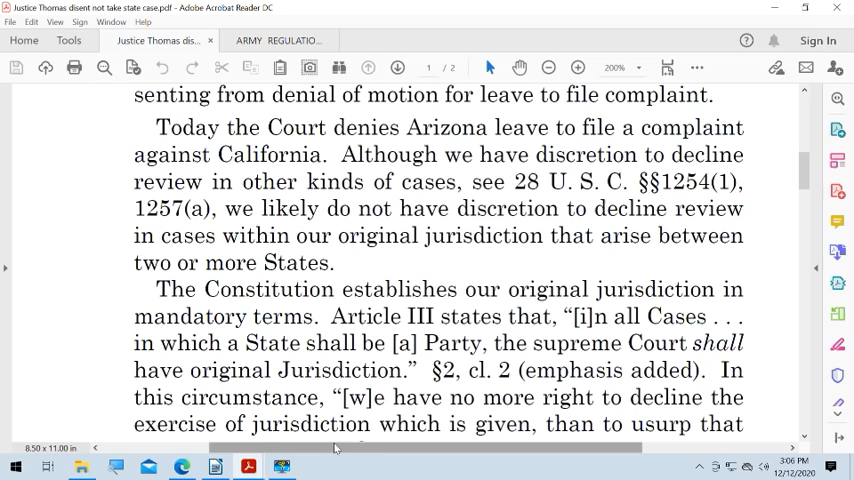 Justice Thomas disent not take state case.pdf - Adobe Acrobat Reader DC
File Edit View Sign Window Help
Home Tools Justice Thomas dis... × ARMY REGULATIO... Sign In
1 / 2 200%
senting from denial of motion for leave to file complaint.
Today the Court denies Arizona leave to file a complaint
against California. Although we have discretion to decline
review in other kinds of cases, see 28 U. S. C. §§1254(1),
1257(a), we likely do not have discretion to decline review
in cases within our original jurisdiction that arise between
two or more States.
The Constitution establishes our original jurisdiction in
mandatory terms. Article III states that, “[i]n all Cases . . .
in which a State shall be [a] Party, the supreme Court shall
have original Jurisdiction.” §2, cl. 2 (emphasis added). In
this circumstance, “[w]e have no more right to decline the
exercise of jurisdiction which is given, than to usurp that
8.50 x 11.00 in
3:06 PM
12/12/2020